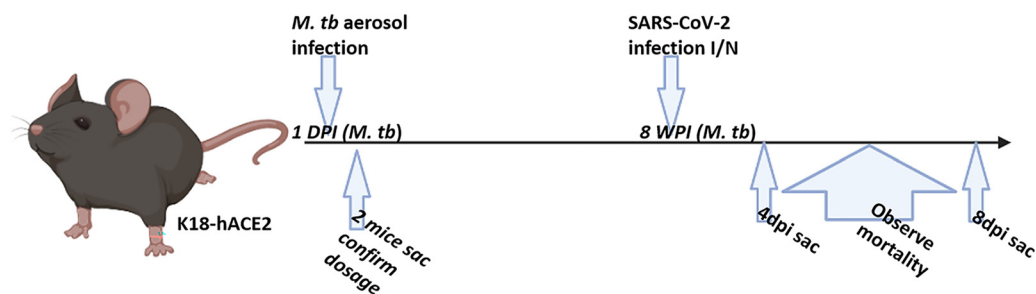 M. tb aerosol
infection
SARS-CoV-2
infection I/N
1 DPI (M. tb)
8 WPI (M. tb)
K18-hACE2
2 mice sac
confirm
dosage
4dpi sac
Observe
mortality
8dpi sac